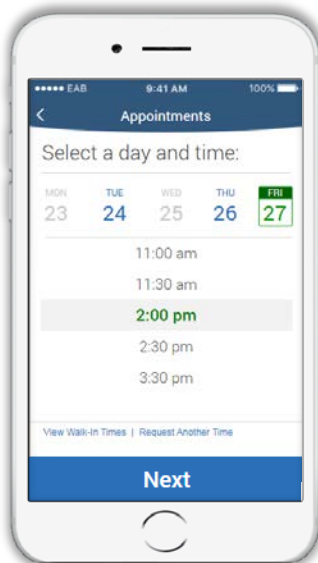 EAB 9:41 AM 100%
Appointments
Select a day and time:
MON TUE WED THU FRI
23 24 25 26 27
11:00 am
11:30 am
2:00 pm
2:30 pm
3:30 pm
View Walk-In Times | Request Another Time
Next